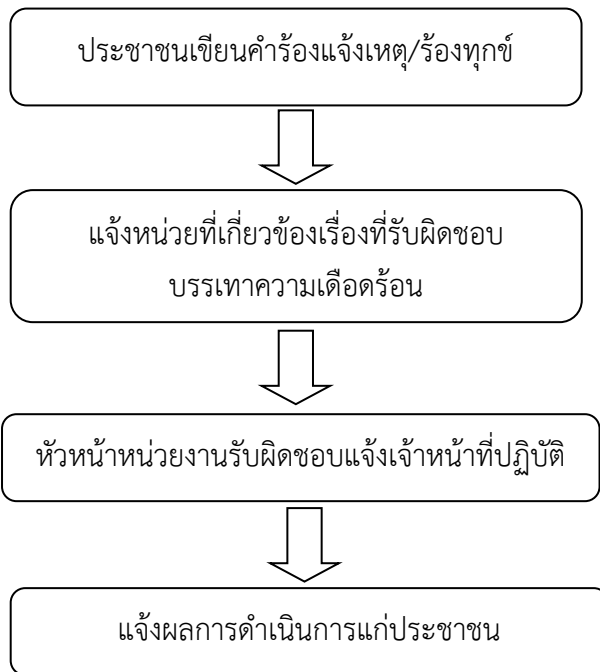 ประชาชนเขียนคำร้องแจ้งเหตุ/ร้องทุกข์
แจ้งหน่วยที่เกี่ยวข้องเรื่องที่รับผิดชอบ
บรรเทาความเดือดร้อน
หัวหน้าหน่วยงานรับผิดชอบแจ้งเจ้าหน้าที่ปฏิบัติ
แจ้งผลการดำเนินการแก่ประชาชน